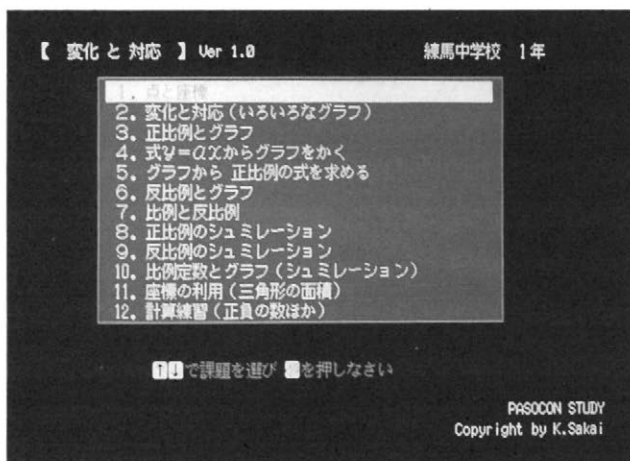 【 変化 と 対応 】 Ver 1.0 練馬中学校 1年
1. 点と座標
2. 変化と対応(いろいろなグラフ)
3. 正比例とグラフ
4. 式y=axからグラフをかく
5. グラフから 正比例の式を求める
6. 反比例とグラフ
7. 比例と反比例
8. 正比例のシュミレーション
9. 反比例のシュミレーション
10. 比例定数とグラフ(シュミレーション)
11. 座標の利用(三角形の面積)
12. 計算練習(正負の数ほか)
↑↓で課題を選び を押しなさい
PASOCON STUDY
Copyright by K.Sakai